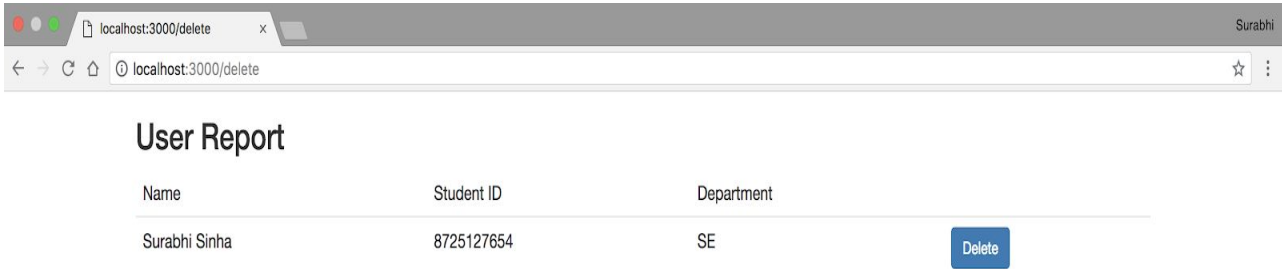 localhost:3000/delete
Surabhi
localhost:3000/delete
User Report
Name Student ID Department
Surabhi Sinha 8725127654 SE Delete